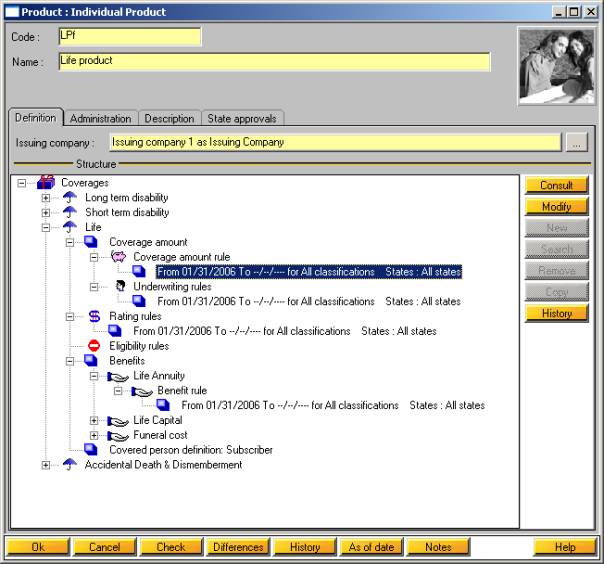 Product : Individual Product
Code :
LPf
Name :
Life product
Definition Administration Description State approvals
Issuing company :
Issuing company 1 as Issuing Company
...
Structure
Coverages
Long term disability
Short term disability
Life
Coverage amount
Coverage amount rule
From 01/31/2006 To --/--/---- for All classifications States : All states
Underwriting rules
From 01/31/2006 To --/--/---- for All classifications States : All states
Rating rules
From 01/31/2006 To --/--/---- for All classifications States : All states
Eligibility rules
Benefits
Life Annuity
Benefit rule
From 01/31/2006 To --/--/---- for All classifications States : All states
Life Capital
Funeral cost
Covered person definition: Subscriber
Accidental Death & Dismemberment
Consult
Modify
New
Search
Remove
Copy
History
Ok Cancel Check Differences History As of date Notes Help